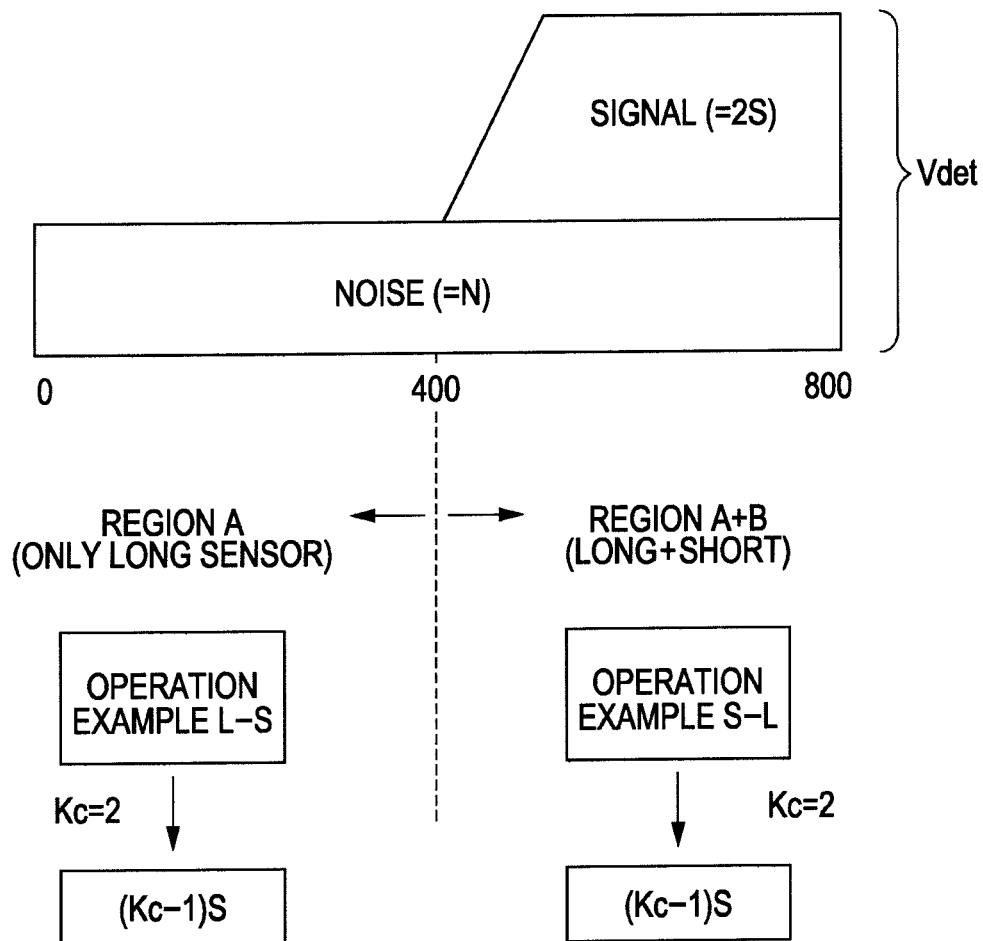 SIGNAL (=2S)
Vdet
NOISE (=N)
0
400
800
REGION A
(ONLY LONG SENSOR)
REGION A+B
(LONG+SHORT)
OPERATION
EXAMPLE L−S
OPERATION
EXAMPLE S−L
Kc=2
Kc=2
(Kc−1)S
(Kc−1)S